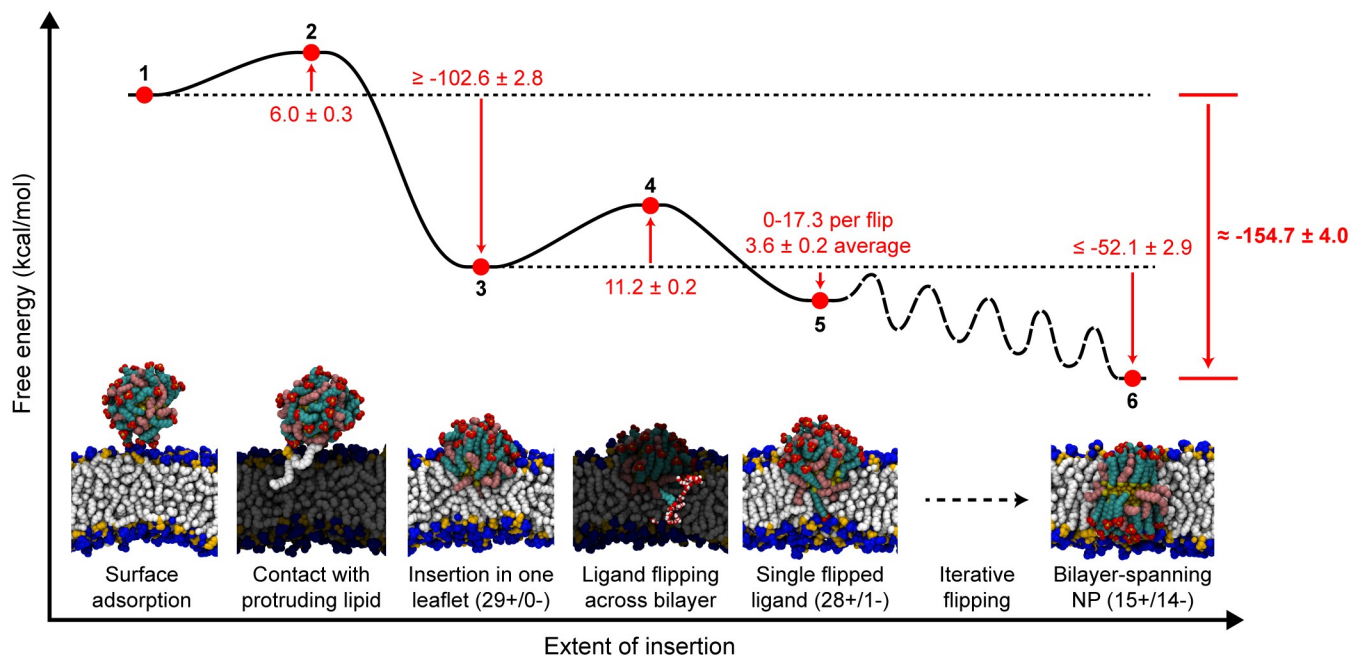 Free energy (kcal/mol)
1
2
6.0 ± 0.3
≥ -102.6 ± 2.8
3
4
11.2 ± 0.2
0-17.3 per flip
3.6 ± 0.2 average
5
≤ -52.1 ± 2.9
6
≈ -154.7 ± 4.0
Surface
adsorption
Contact with
protruding lipid
Insertion in one
leaflet (29+/0-)
Ligand flipping
across bilayer
Single flipped
ligand (28+/1-)
Iterative
flipping
Bilayer-spanning
NP (15+/14-)
Extent of insertion